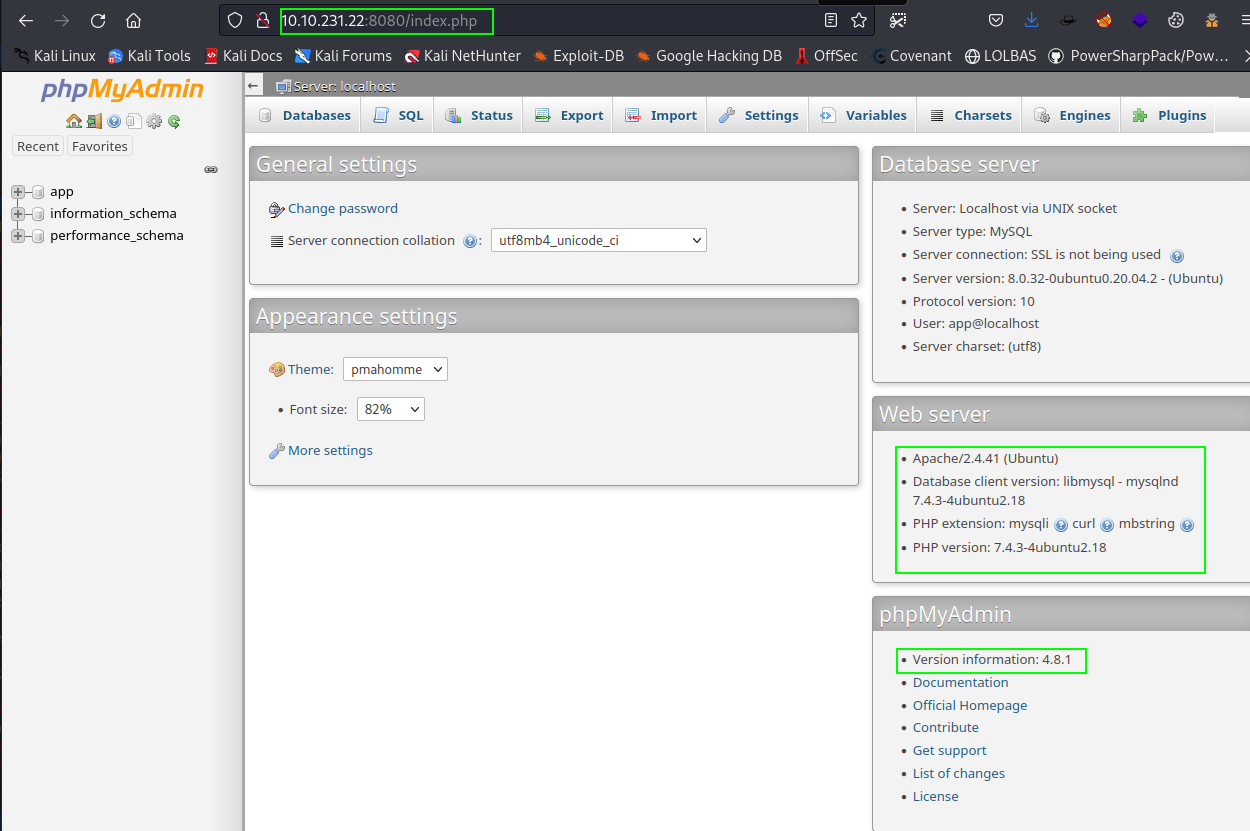 10.10.231.22:8080/index.php
Kali Linux Kali Tools Kali Docs Kali Forums Kali NetHunter Exploit-DB Google Hacking DB OffSec Covenant LOLBAS PowerSharpPack/Pow…
phpMyAdmin
Recent Favorites
app
information_schema
performance_schema
Server: localhost
Databases SQL Status Export Import Settings Variables Charsets Engines Plugins
General settings
Change password
Server connection collation : utf8mb4_unicode_ci
Appearance settings
Theme: pmahomme
• Font size: 82%
More settings
Database server
• Server: Localhost via UNIX socket
• Server type: MySQL
• Server connection: SSL is not being used
• Server version: 8.0.32-0ubuntu0.20.04.2 - (Ubuntu)
• Protocol version: 10
• User: app@localhost
• Server charset: (utf8)
Web server
• Apache/2.4.41 (Ubuntu)
• Database client version: libmysql - mysqlnd
7.4.3-4ubuntu2.18
• PHP extension: mysqli curl mbstring
• PHP version: 7.4.3-4ubuntu2.18
phpMyAdmin
• Version information: 4.8.1
• Documentation
• Official Homepage
• Contribute
• Get support
• List of changes
• License